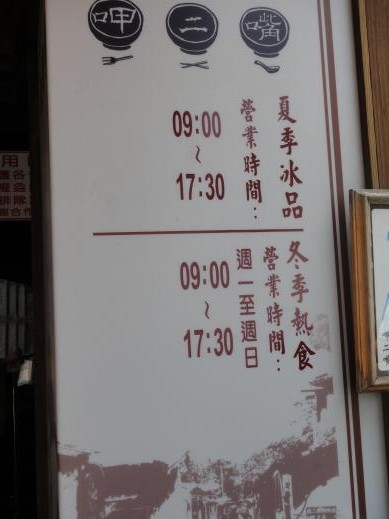 呷二嘴
夏季冰品
營業時間:
09:00
~
17:30
冬季熱食
營業時間:
週一至週日
09:00
~
17:30
用